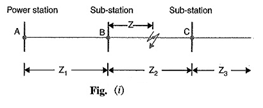 Power station Sub-station Sub-station
Z
A B C
Z₁ Z₂ Z₃
Fig. (i)